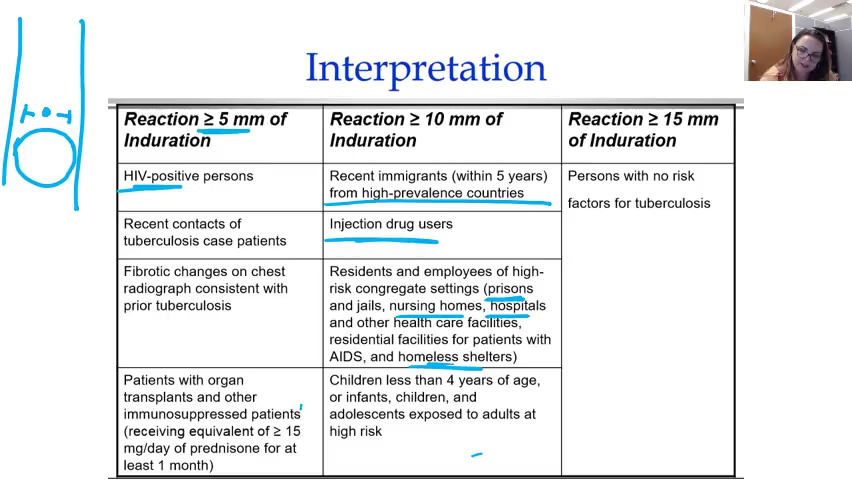 Interpretation
Reaction ≥ 5 mm of
Induration
Reaction ≥ 10 mm of
Induration
Reaction ≥ 15 mm
of Induration
HIV-positive persons
Recent immigrants (within 5 years)
from high-prevalence countries
Persons with no risk
factors for tuberculosis
Recent contacts of
tuberculosis case patients
Injection drug users
Fibrotic changes on chest
radiograph consistent with
prior tuberculosis
Residents and employees of high-
risk congregate settings (prisons
and jails, nursing homes, hospitals
and other health care facilities,
residential facilities for patients with
AIDS, and homeless shelters)
Patients with organ
transplants and other
immunosuppressed patients
(receiving equivalent of ≥ 15
mg/day of prednisone for at
least 1 month)
Children less than 4 years of age,
or infants, children, and
adolescents exposed to adults at
high risk